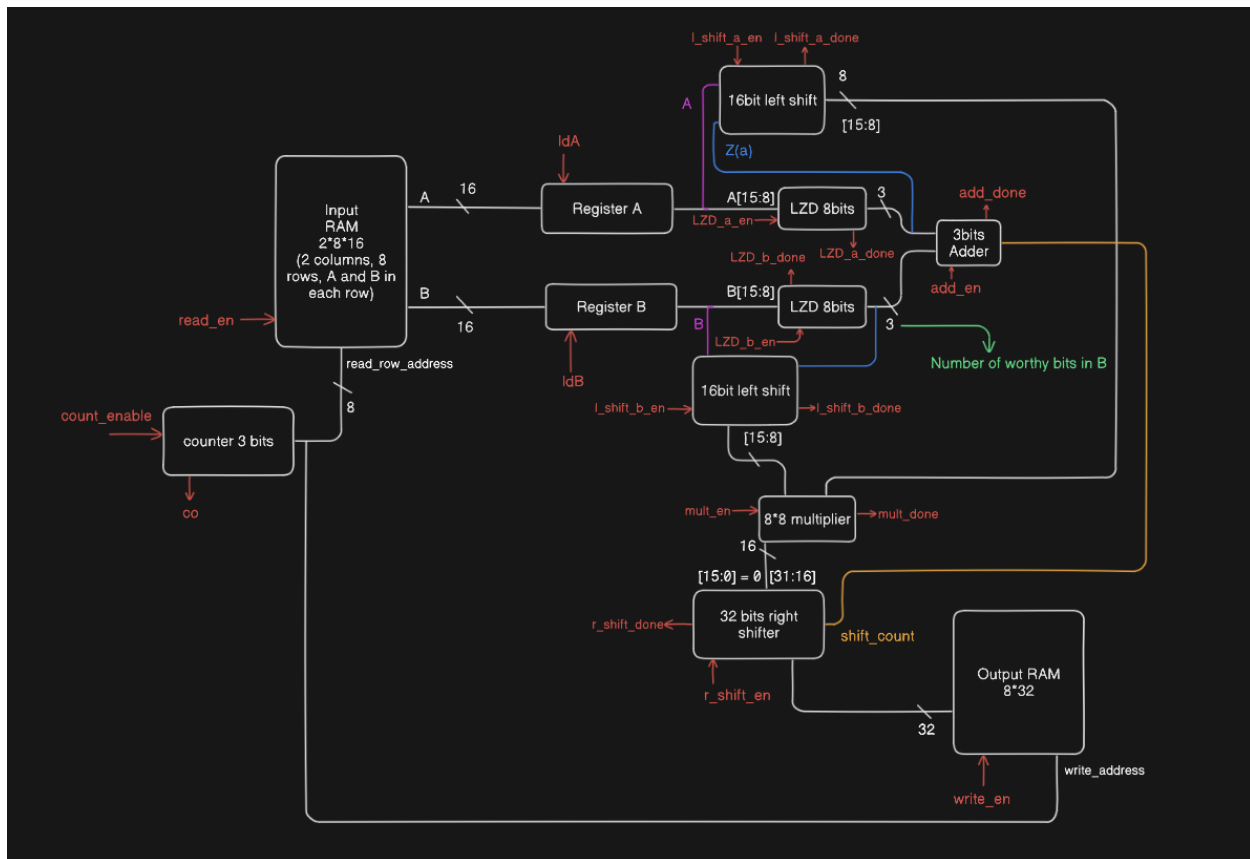 l_shift_a_en l_shift_a_done
8
16bit left shift
A
[15:8]
Z(a)
ldA
Input
RAM
2*8*16
(2 columns, 8
rows, A and B in
each row)
A
16
Register A
A[15:8]
LZD 8bits
3
add_done
LZD_a_en
LZD_a_done
3bits
Adder
LZD_b_done
add_en
B
16
Register B
B[15:8]
LZD 8bits
3
read_en
B
LZD_b_en
Number of worthy bits in B
read_row_address
ldB
16bit left shift
8
l_shift_b_en
l_shift_b_done
count_enable
counter 3 bits
[15:8]
co
mult_en
8*8 multiplier
mult_done
16
[15:0] = 0 [31:16]
32 bits right
shifter
r_shift_done
shift_count
r_shift_en
Output RAM
8*32
32
write_address
write_en